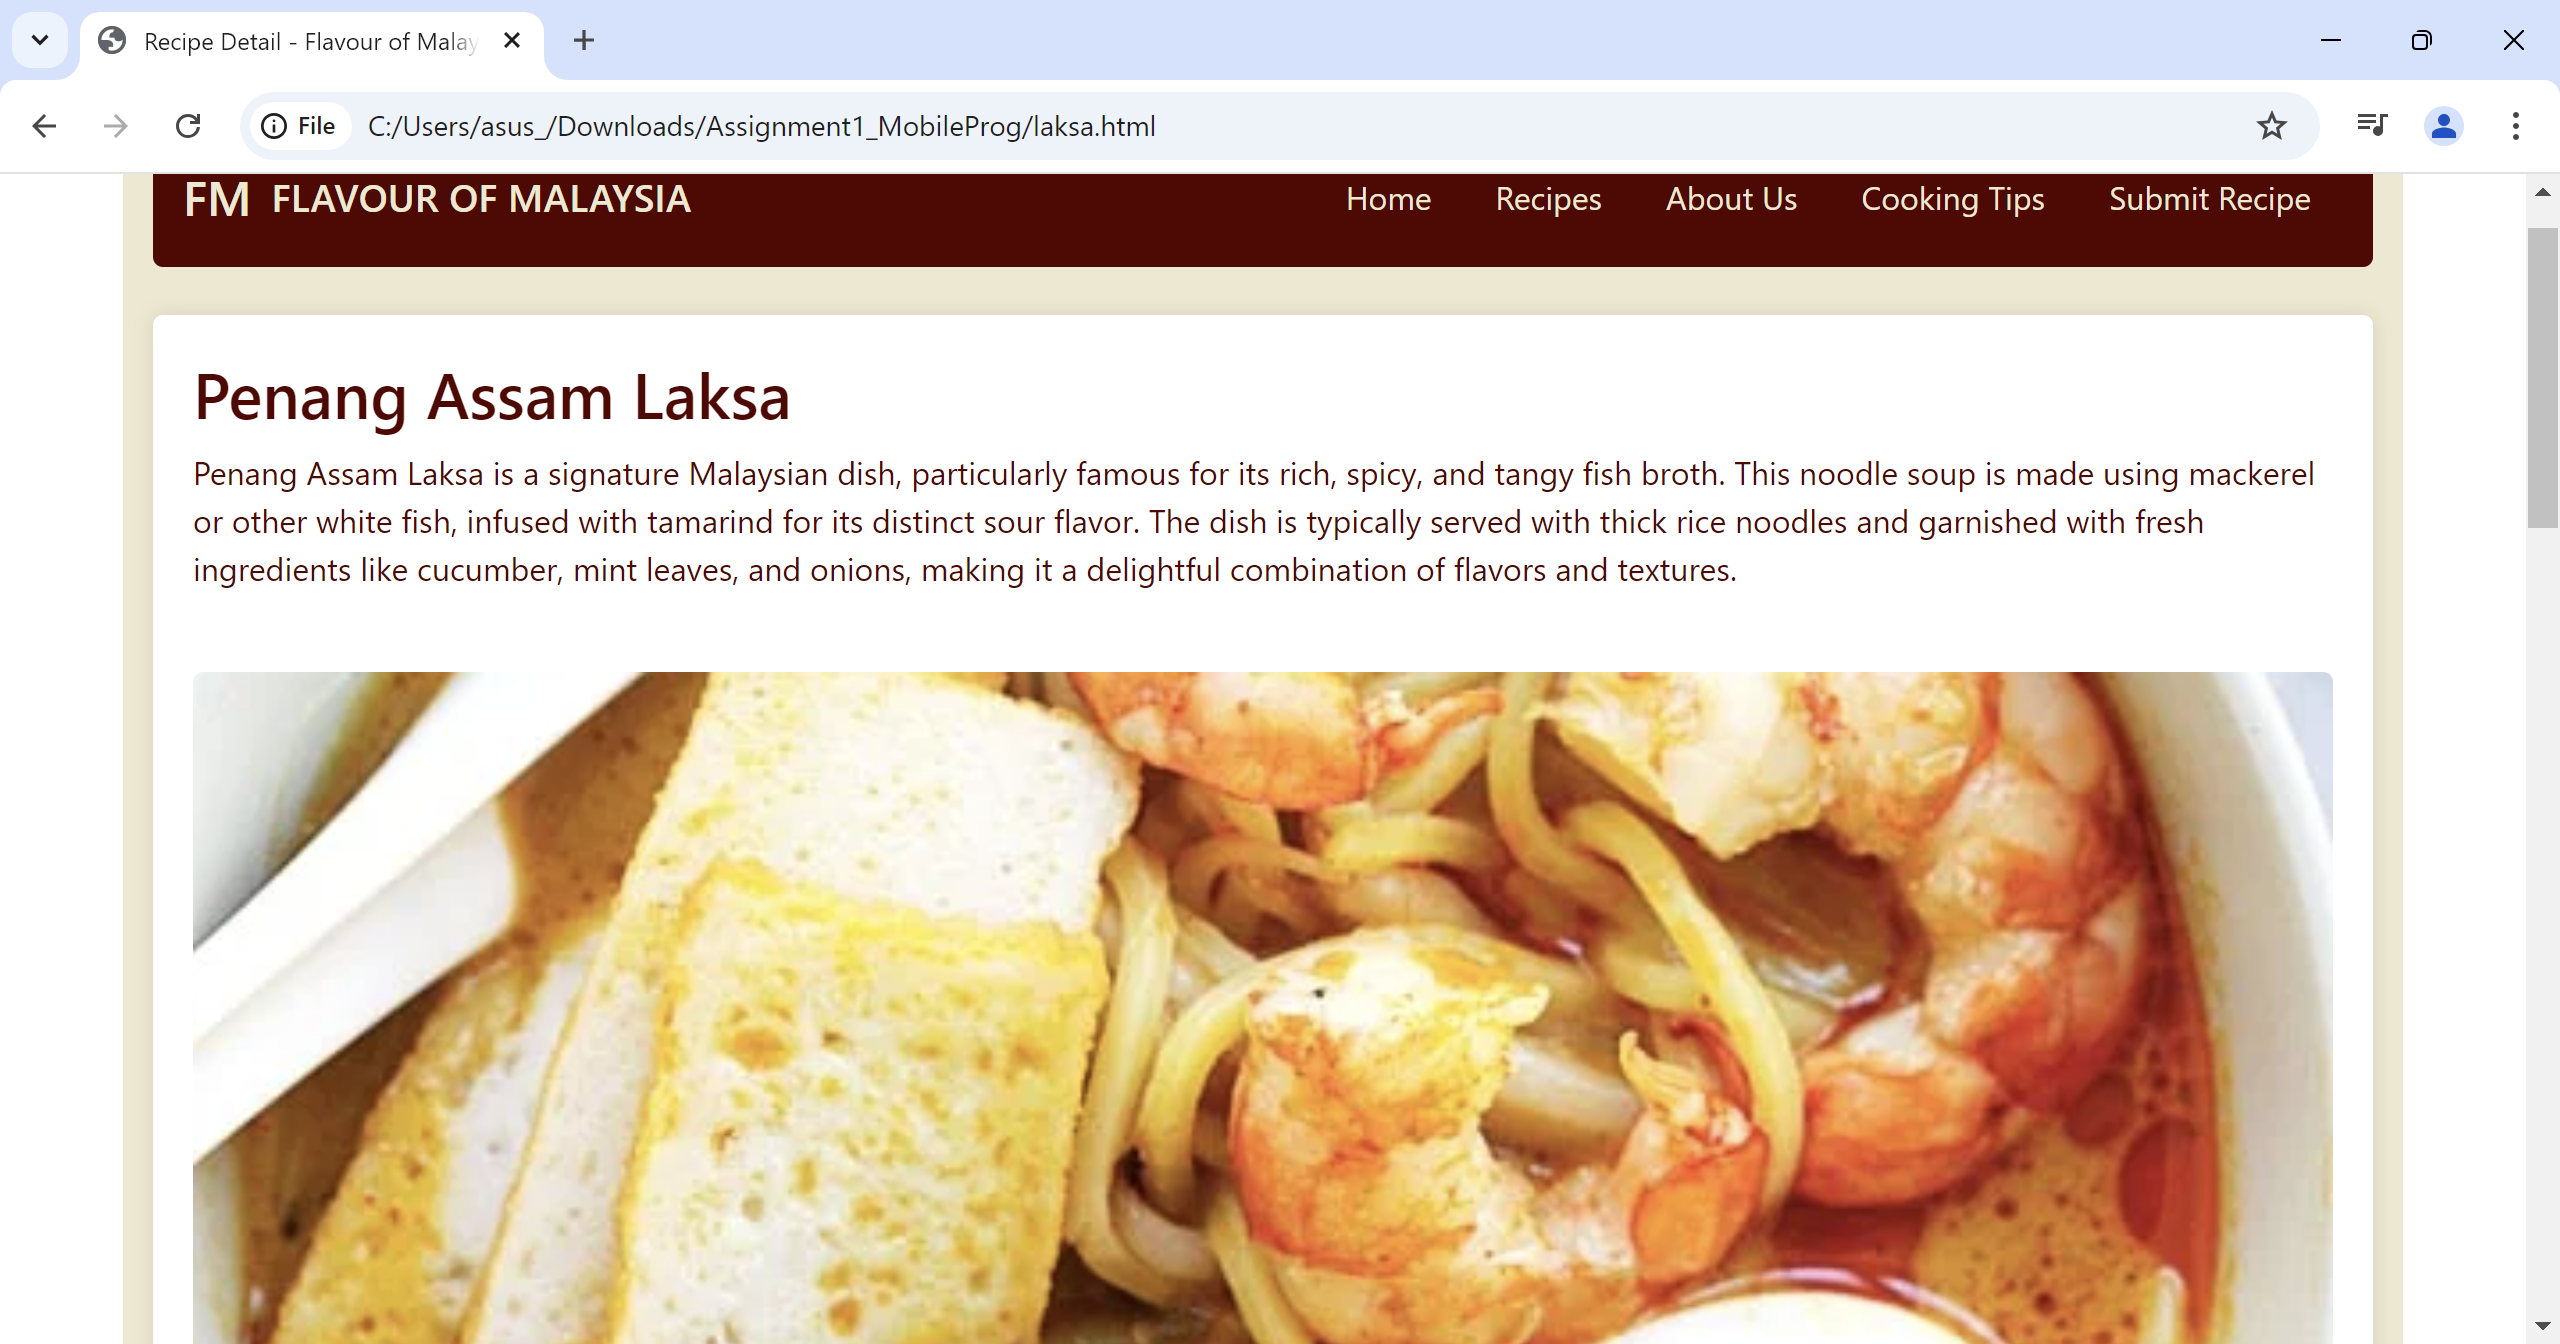 Recipe Detail - Flavour of Malay
File C:/Users/asus_/Downloads/Assignment1_MobileProg/laksa.html
FM FLAVOUR OF MALAYSIA Home Recipes About Us Cooking Tips Submit Recipe
Penang Assam Laksa
Penang Assam Laksa is a signature Malaysian dish, particularly famous for its rich, spicy, and tangy fish broth. This noodle soup is made using mackerel
or other white fish, infused with tamarind for its distinct sour flavor. The dish is typically served with thick rice noodles and garnished with fresh
ingredients like cucumber, mint leaves, and onions, making it a delightful combination of flavors and textures.